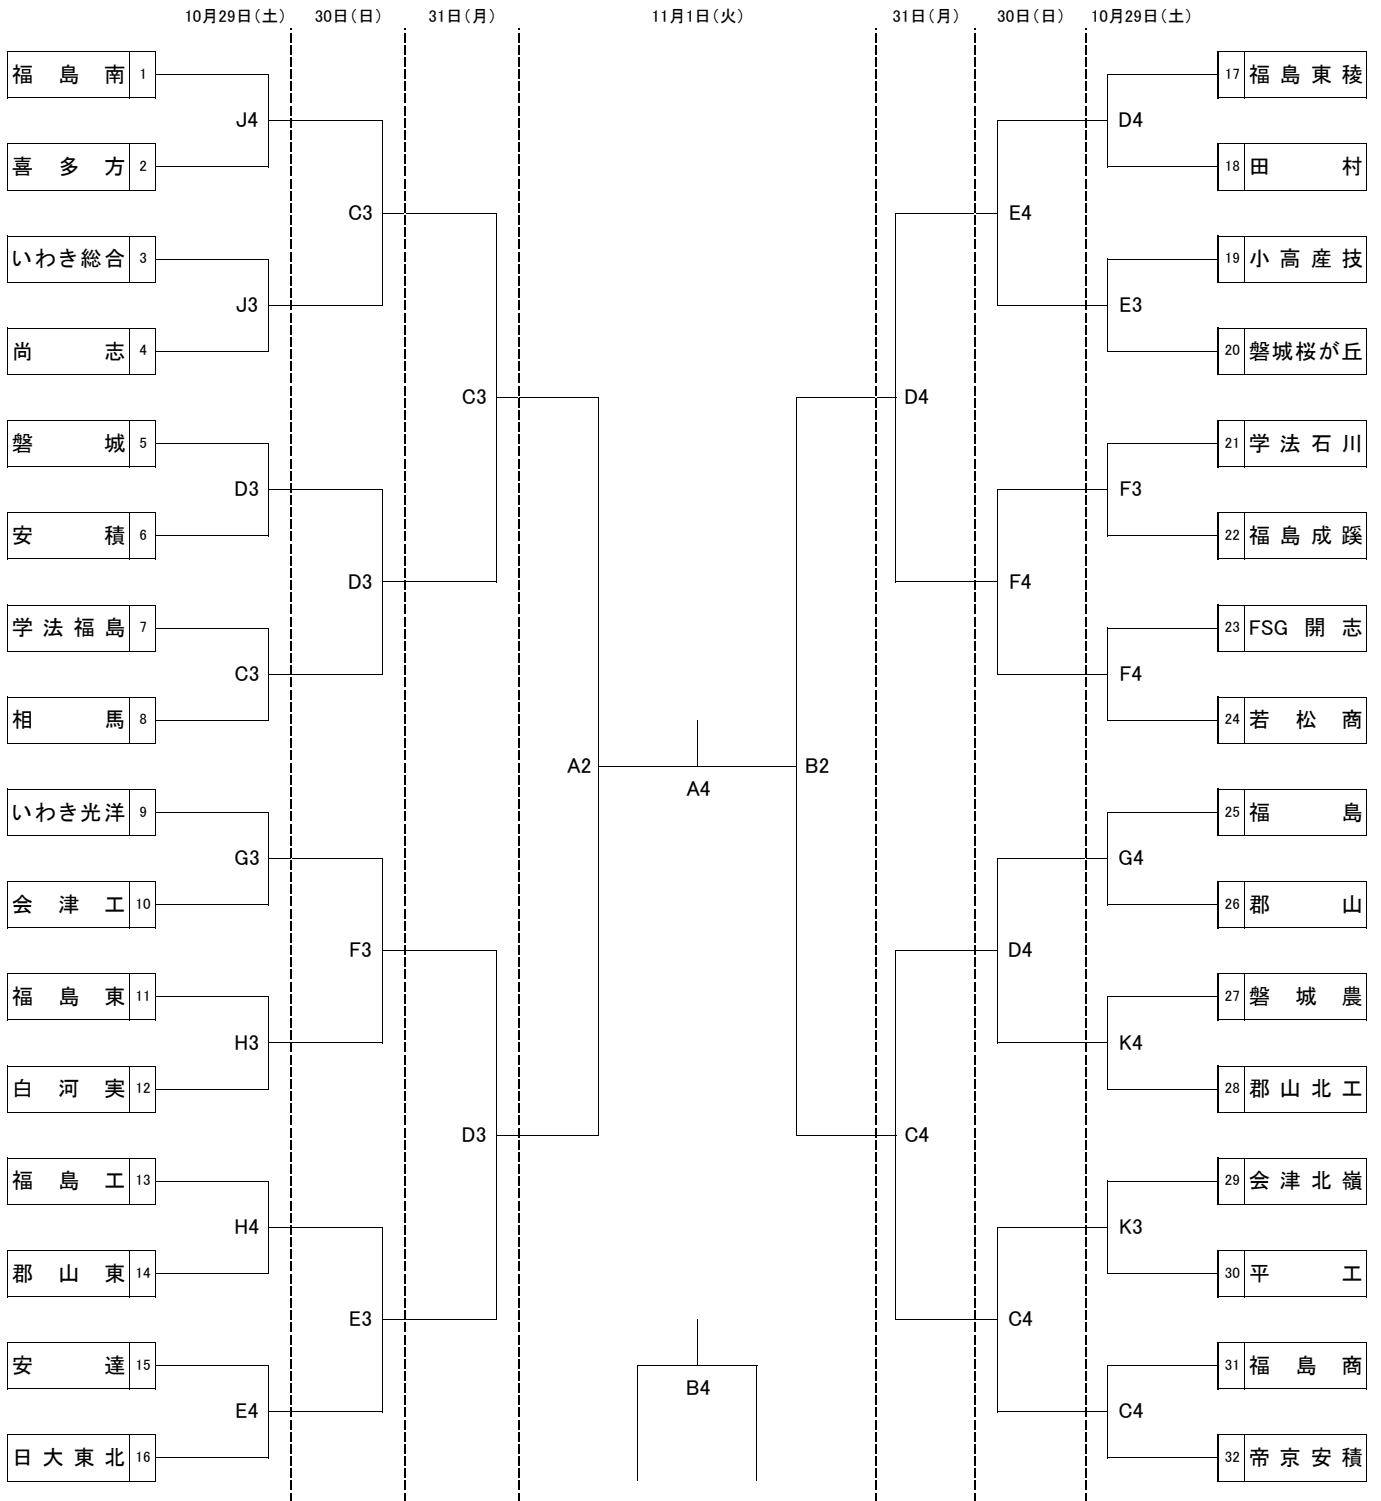 10月29日(土) 30日(日) 31日(月) 11月1日(火) 31日(月) 30日(日) 10月29日(土)
福島南 1
17 福島東稜
J4
D4
喜多方 2
18 田村
C3
E4
いわき総合 3
19 小高産技
J3
E3
尚志 4
20 磐城桜が丘
C3
D4
磐城 5
21 学法石川
D3
F3
安積 6
22 福島成蹊
D3
F4
学法福島 7
23 FSG 開志
C3
F4
相馬 8
24 若松商
A2
A4
B2
いわき光洋 9
25 福島
G3
G4
会津工 10
26 郡山
F3
D4
福島東 11
27 磐城農
H3
K4
白河実 12
28 郡山北工
D3
C4
福島工 13
29 会津北嶺
H4
K3
郡山東 14
30 平工
E3
C4
安達 15
31 福島商
B4
E4
C4
日大東北 16
32 帝京安積